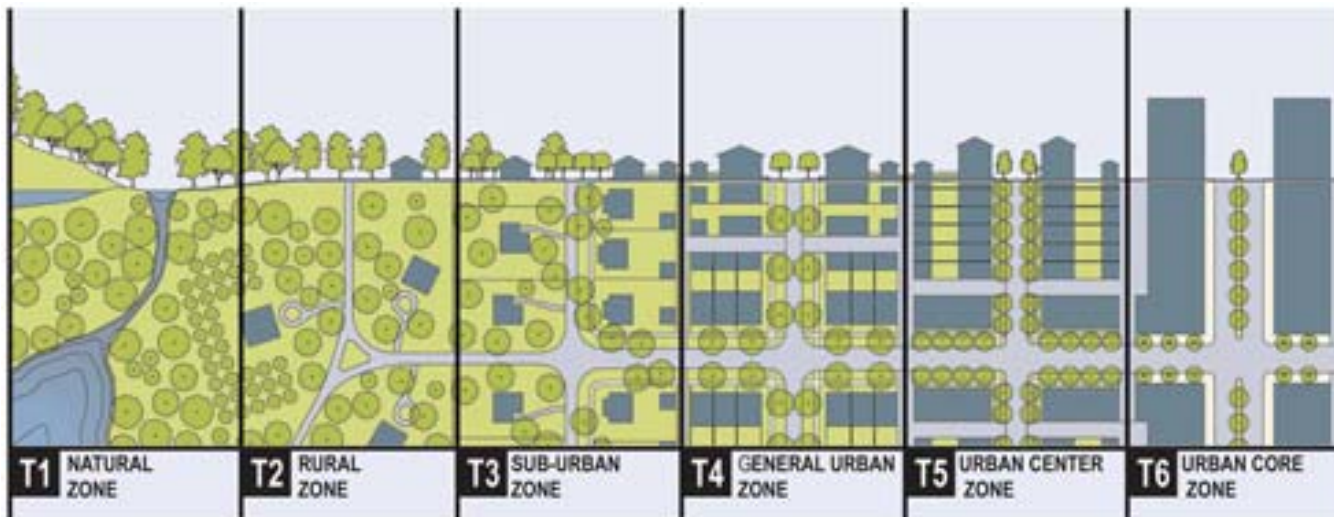 T1 NATURAL
ZONE
T2 RURAL
ZONE
T3 SUB-URBAN
ZONE
T4 GENERAL URBAN
ZONE
T5 URBAN CENTER
ZONE
T6 URBAN CORE
ZONE